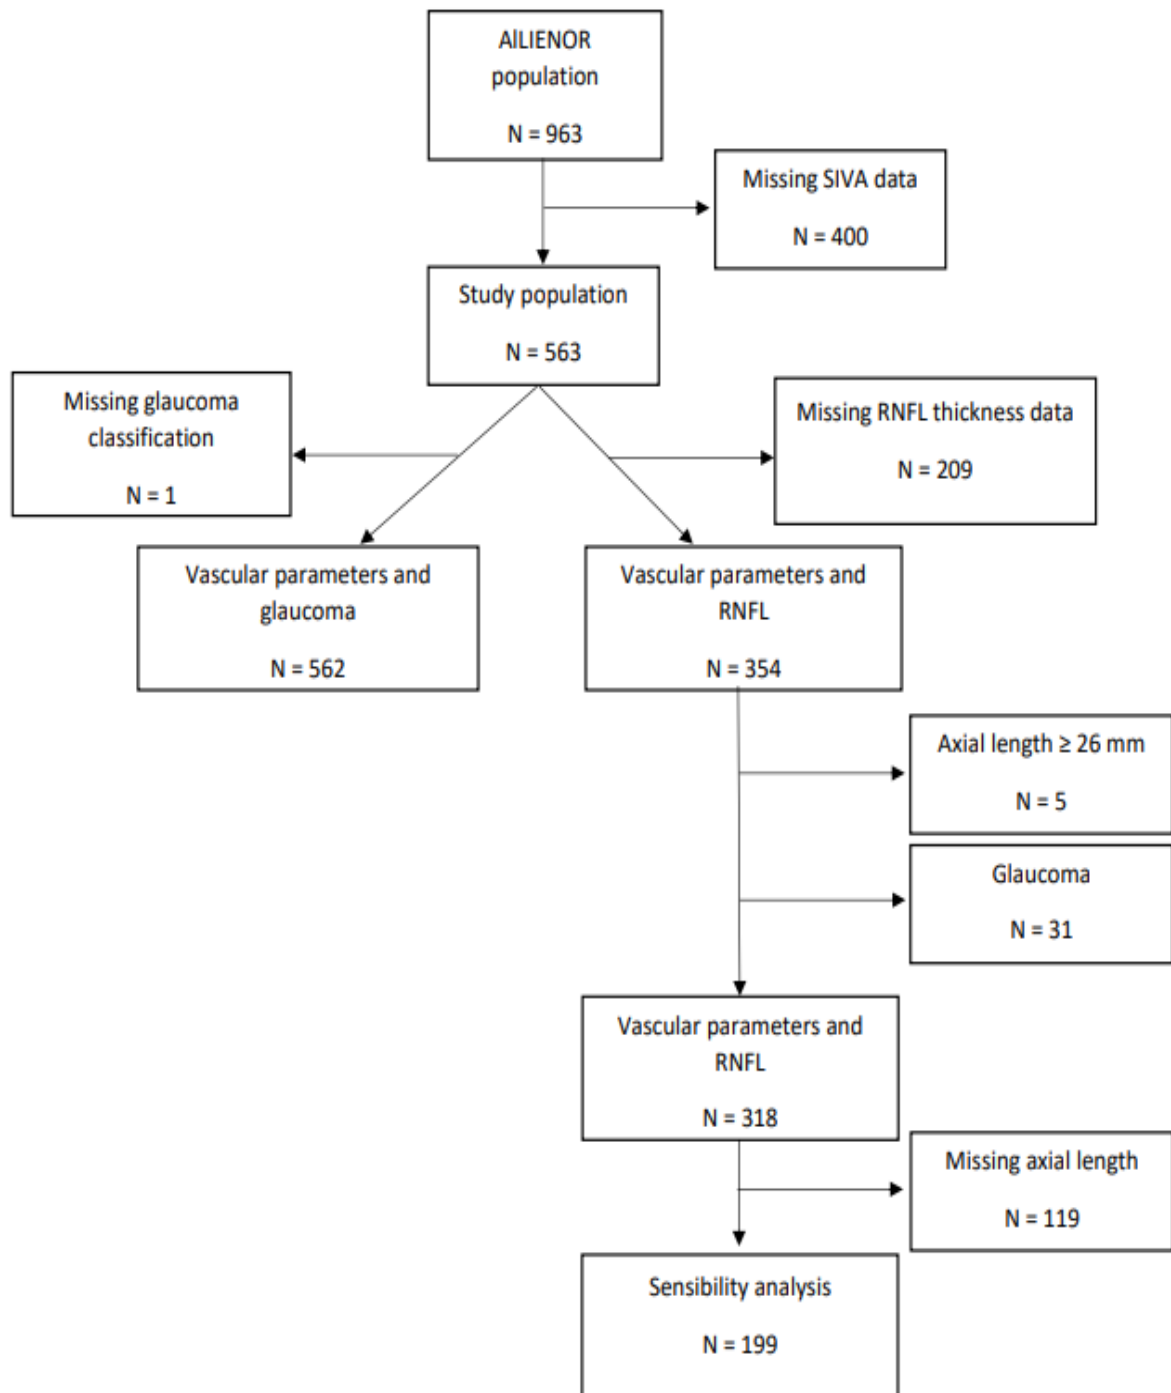 AlLIENOR
population
N = 963
Missing SIVA data
N = 400
Study population
N = 563
Missing glaucoma
classification
N = 1
Missing RNFL thickness data
N = 209
Vascular parameters and
glaucoma
N = 562
Vascular parameters and
RNFL
N = 354
Axial length ≥ 26 mm
N = 5
Glaucoma
N = 31
Vascular parameters and
RNFL
N = 318
Missing axial length
N = 119
Sensibility analysis
N = 199